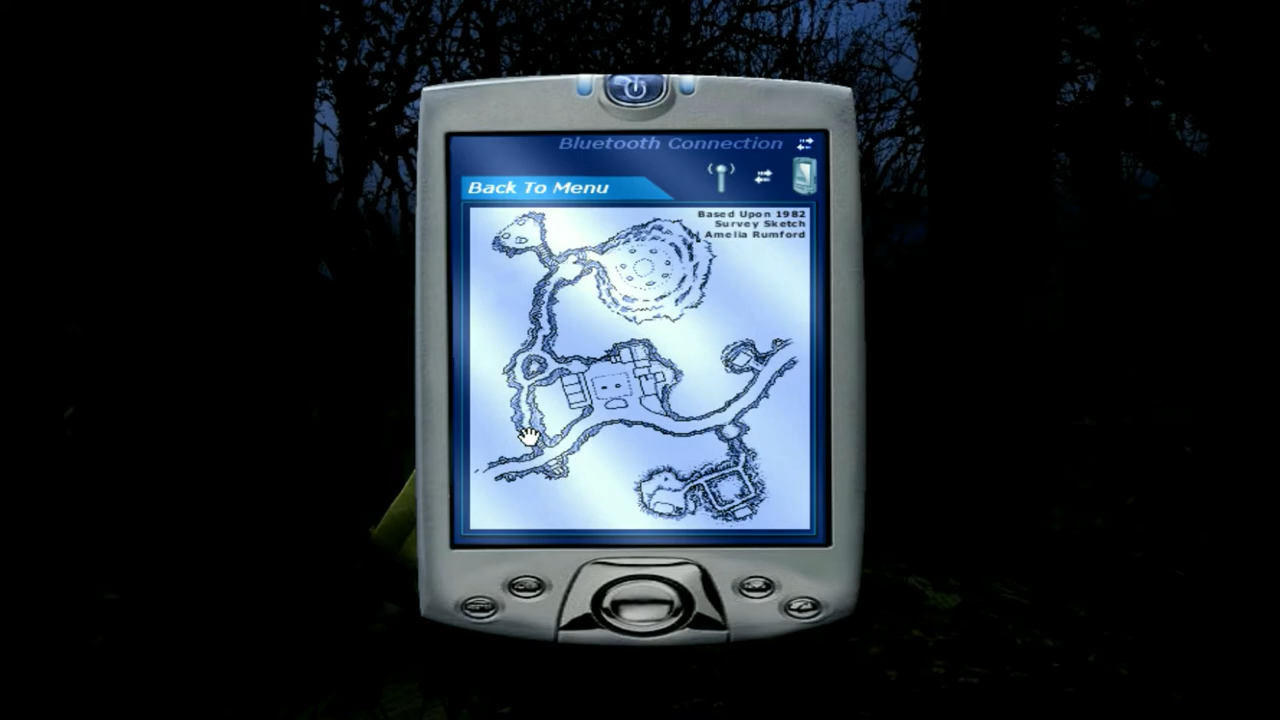 Bluetooth Connection
Back To Menu
Based Upon 1982
Survey Sketch
Amelia Rumford